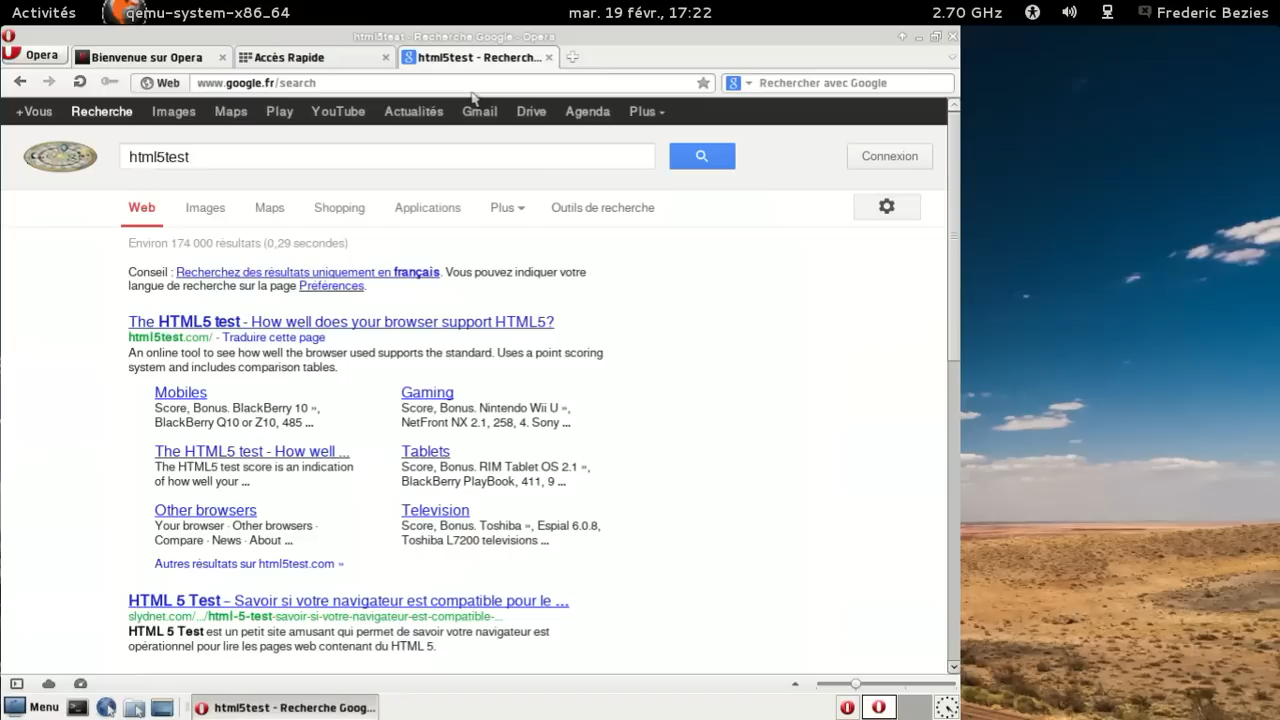 Activités
qemu-system-x86_64
mar. 19 févr., 17:22
2.70 GHz
Frederic Bezies
html5test - Recherche Google - Opera
Opera
Bienvenue sur Opera
Accès Rapide
html5test - Recherch...
Web
www.google.fr/search
Rechercher avec Google
+Vous Recherche Images Maps Play YouTube Actualités Gmail Drive Agenda Plus
html5test
Connexion
Web Images Maps Shopping Applications Plus Outils de recherche
Environ 174 000 résultats (0,29 secondes)
Conseil : Recherchez des résultats uniquement en français. Vous pouvez indiquer votre
langue de recherche sur la page Préférences.
The HTML5 test - How well does your browser support HTML5?
html5test.com/ - Traduire cette page
An online tool to see how well the browser used supports the standard. Uses a point scoring
system and includes comparison tables.
Mobiles
Score, Bonus. BlackBerry 10 »,
BlackBerry Q10 or Z10, 485 ...
Gaming
Score, Bonus. Nintendo Wii U »,
NetFront NX 2.1, 258, 4. Sony ...
The HTML5 test - How well ...
The HTML5 test score is an indication
of how well your ...
Tablets
Score, Bonus. RIM Tablet OS 2.1 »,
BlackBerry PlayBook, 411, 9 ...
Other browsers
Your browser · Other browsers ·
Compare · News · About ...
Television
Score, Bonus. Toshiba », Espial 6.0.8,
Toshiba L7200 televisions ...
Autres résultats sur html5test.com »
HTML 5 Test – Savoir si votre navigateur est compatible pour le ...
slydnet.com/.../html-5-test-savoir-si-votre-navigateur-est-compatible-...
HTML 5 Test est un petit site amusant qui permet de savoir votre navigateur est
opérationnel pour lire les pages web contenant du HTML 5.
Menu
html5test - Recherche Goog...